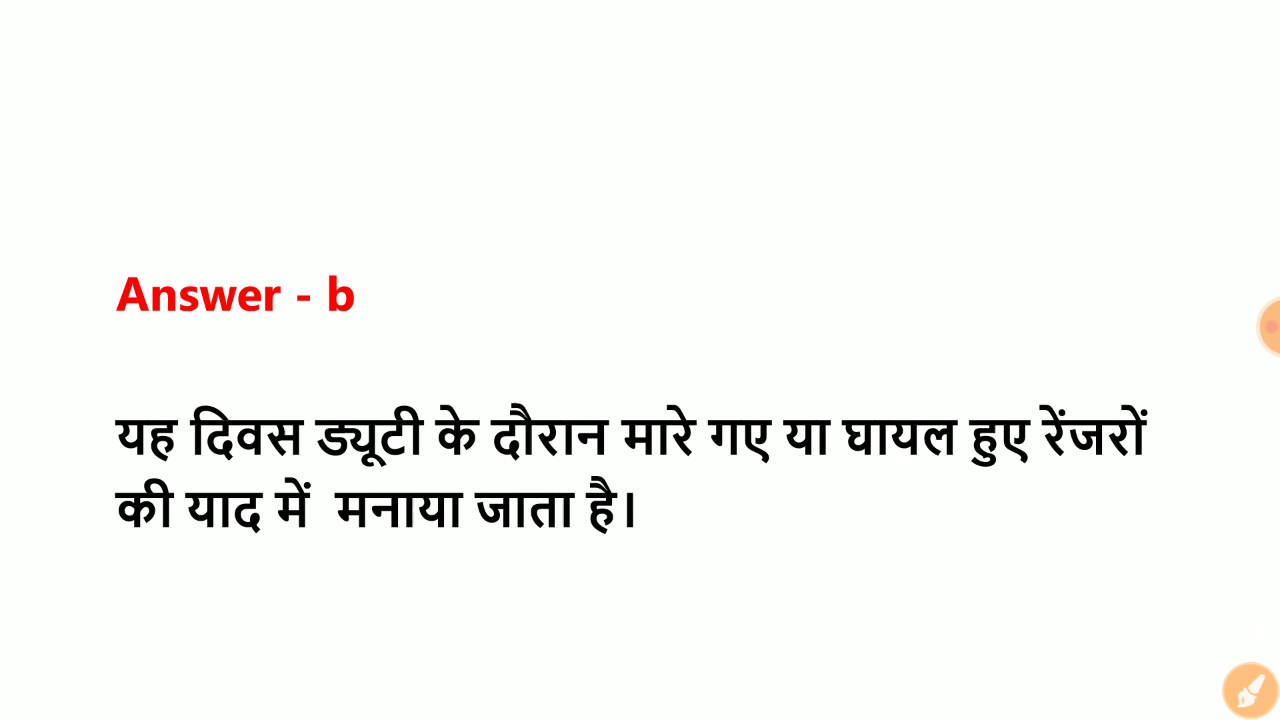 Answer - b
यह दिवस ड्यूटी के दौरान मारे गए या घायल हुए रेंजरों
की याद में मनाया जाता है।